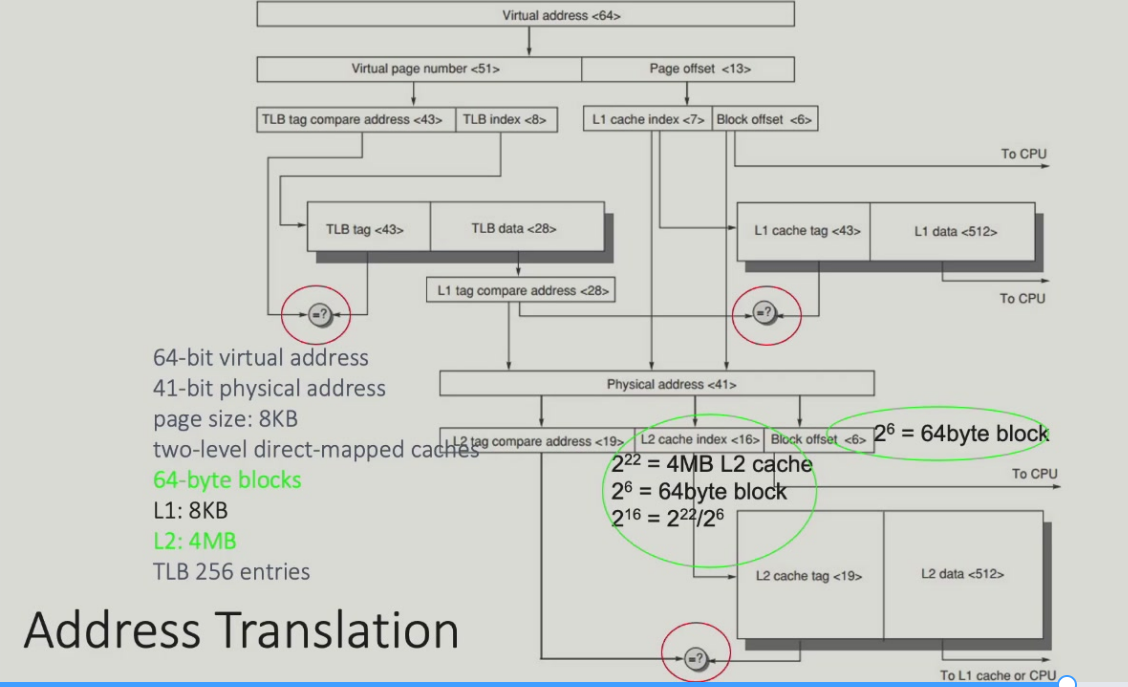 Virtual address <64>
Virtual page number <51> Page offset <13>
TLB tag compare address <43> TLB index <8> L1 cache index <7> Block offset <6>
To CPU
TLB tag <43> TLB data <28> L1 cache tag <43> L1 data <512>
L1 tag compare address <28>
To CPU
=? =?
64-bit virtual address
41-bit physical address
page size: 8KB
two-level direct-mapped caches
64-byte blocks
L1: 8KB
L2: 4MB
TLB 256 entries
Physical address <41>
L2 tag compare address <19> L2 cache index <16> Block offset <6> 2⁶ = 64byte block
2²² = 4MB L2 cache
2⁶ = 64byte block
2¹⁶ = 2²²/2⁶
To CPU
L2 cache tag <19> L2 data <512>
=?
To L1 cache or CPU
Address Translation